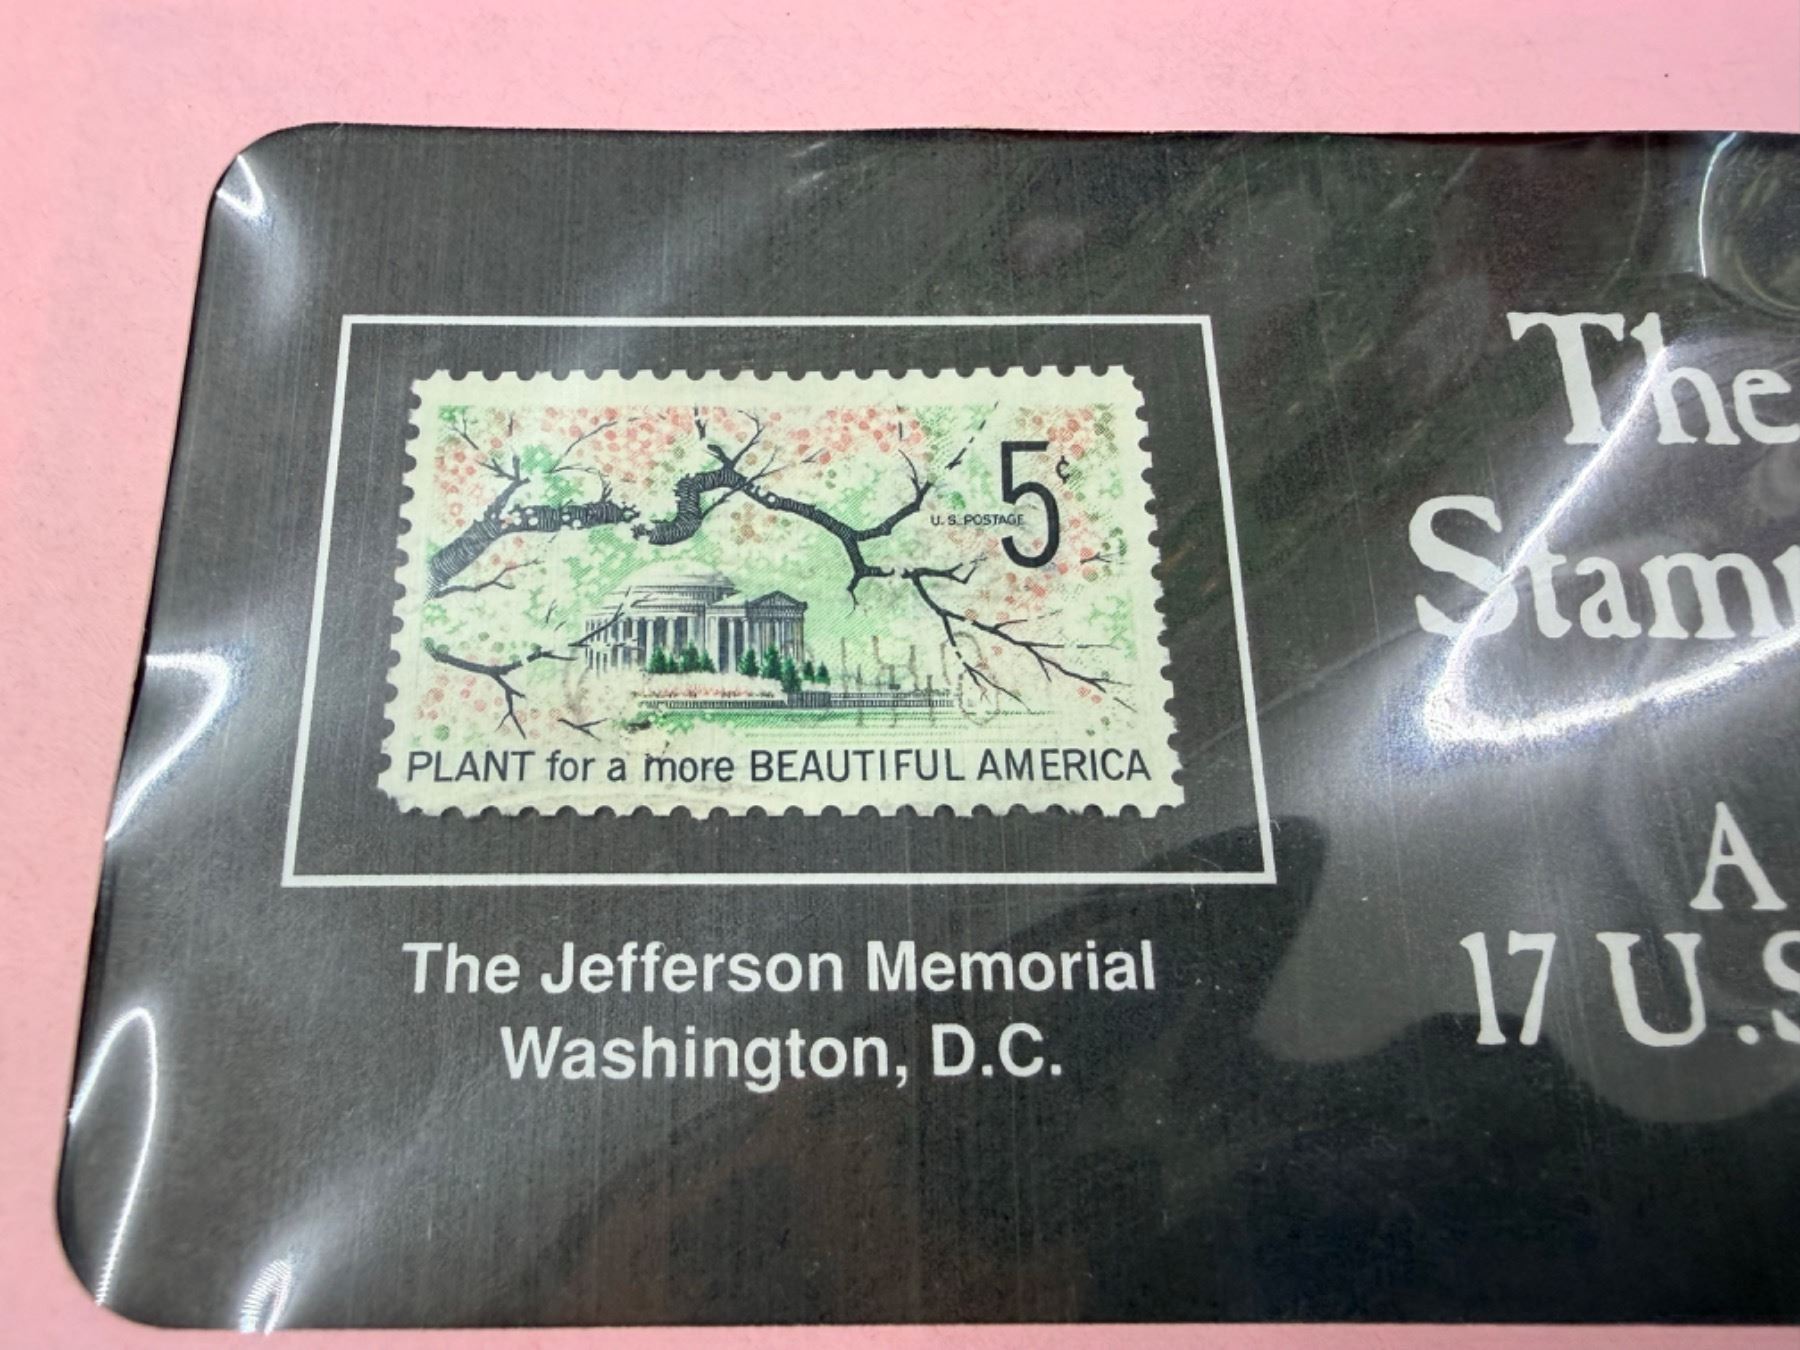 5¢
U.S. POSTAGE
PLANT for a more BEAUTIFUL AMERICA
The Jefferson Memorial
Washington, D.C.
The
Stam
A
17 U.S